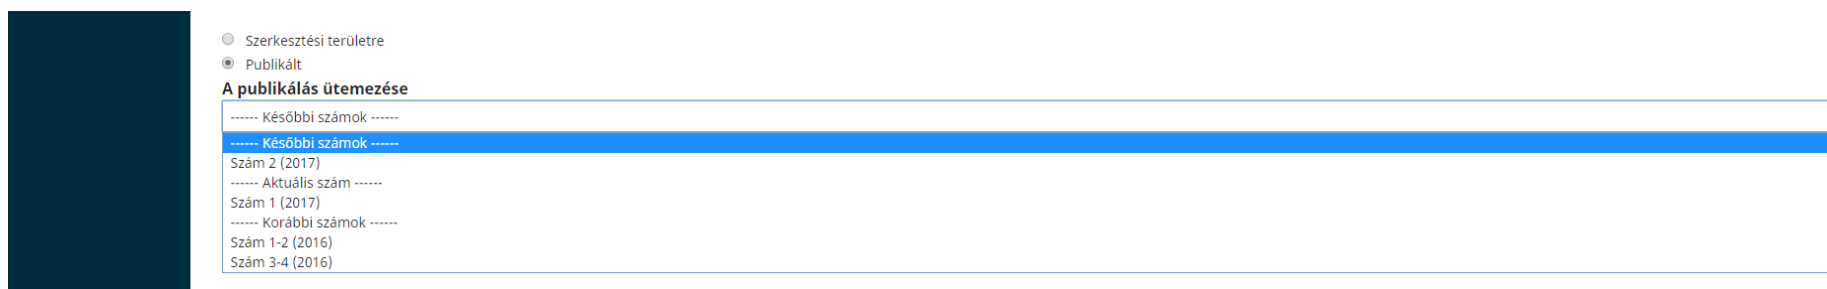 Szerkesztési területre
Publikált
A publikálás ütemezése
------ Későbbi számok ------
------ Későbbi számok ------
Szám 2 (2017)
------ Aktuális szám ------
Szám 1 (2017)
------ Korábbi számok ------
Szám 1-2 (2016)
Szám 3-4 (2016)